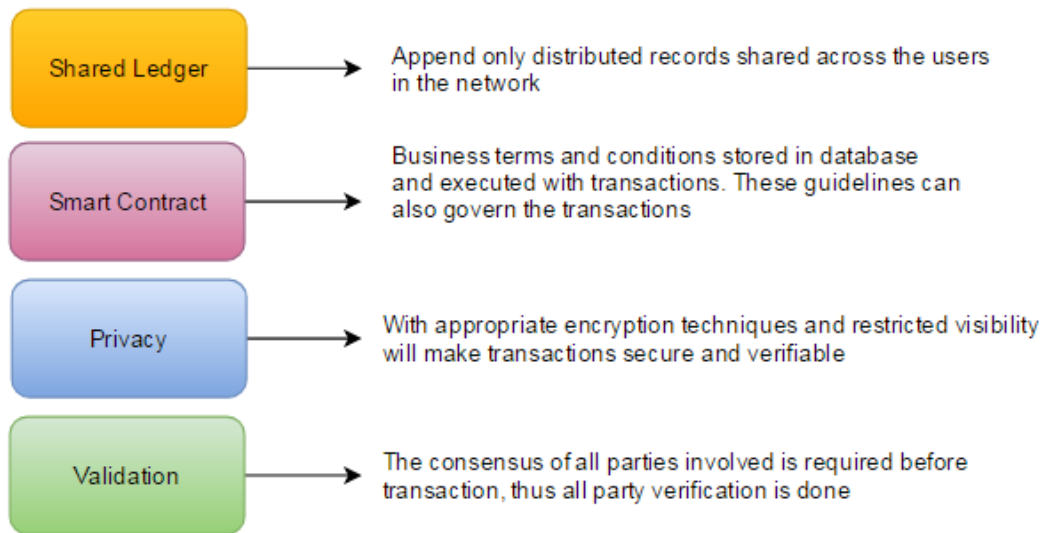 Shared Ledger
Append only distributed records shared across the users
in the network
Smart Contract
Business terms and conditions stored in database
and executed with transactions. These guidelines can
also govern the transactions
Privacy
With appropriate encryption techniques and restricted visibility
will make transactions secure and verifiable
Validation
The consensus of all parties involved is required before
transaction, thus all party verification is done